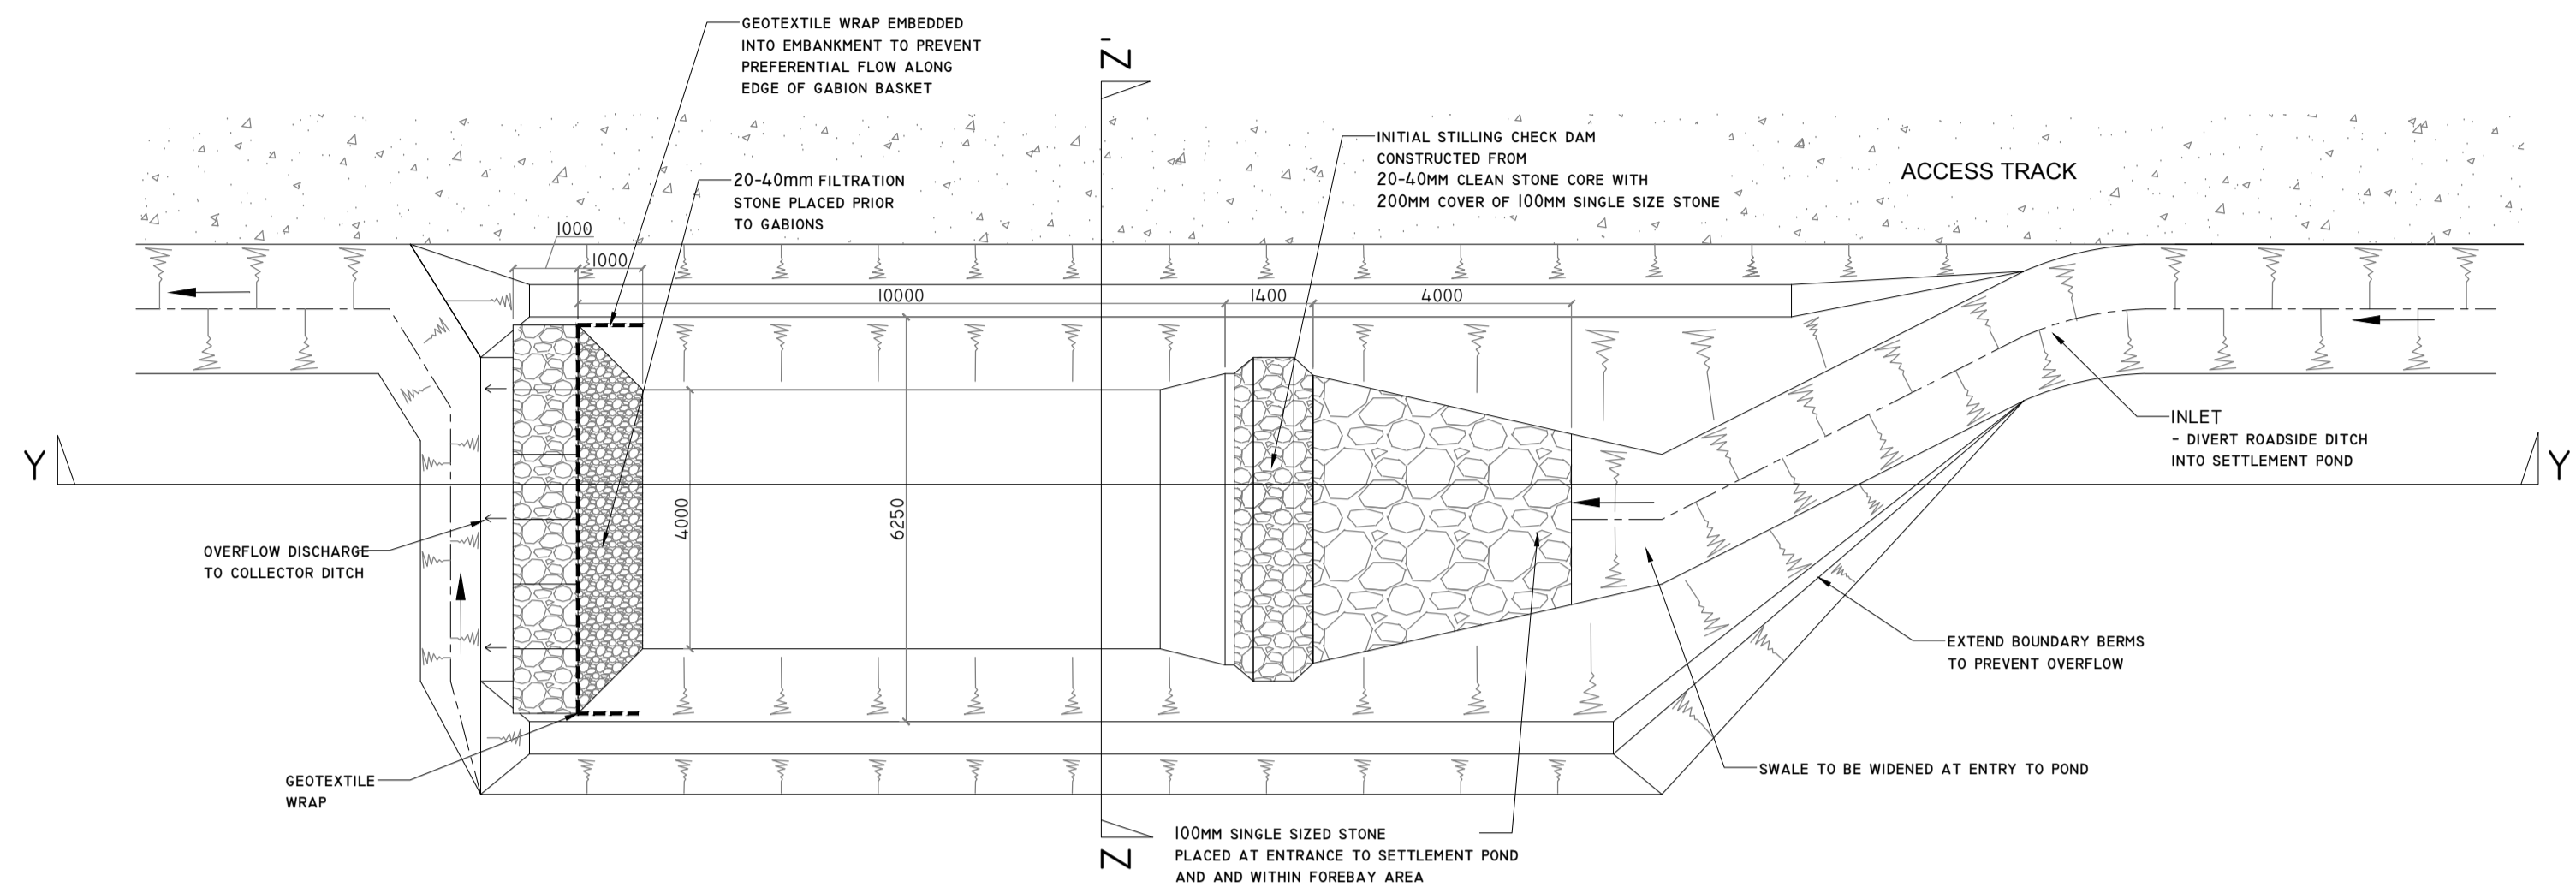 GEOTEXTILE WRAP EMBEDDED
INTO EMBANKMENT TO PREVENT
PREFERENTIAL FLOW ALONG
EDGE OF GABION BASKET
Z
20-40mm FILTRATION
STONE PLACED PRIOR
TO GABIONS
INITIAL STILLING CHECK DAM
CONSTRUCTED FROM
20-40MM CLEAN STONE CORE WITH
200MM COVER OF 100MM SINGLE SIZE STONE
ACCESS TRACK
1000
1000
10000
1400
4000
INLET
- DIVERT ROADSIDE DITCH
INTO SETTLEMENT POND
Y
Y
4000
6250
OVERFLOW DISCHARGE
TO COLLECTOR DITCH
EXTEND BOUNDARY BERMS
TO PREVENT OVERFLOW
GEOTEXTILE
WRAP
SWALE TO BE WIDENED AT ENTRY TO POND
Z
100MM SINGLE SIZED STONE
PLACED AT ENTRANCE TO SETTLEMENT POND
AND AND WITHIN FOREBAY AREA